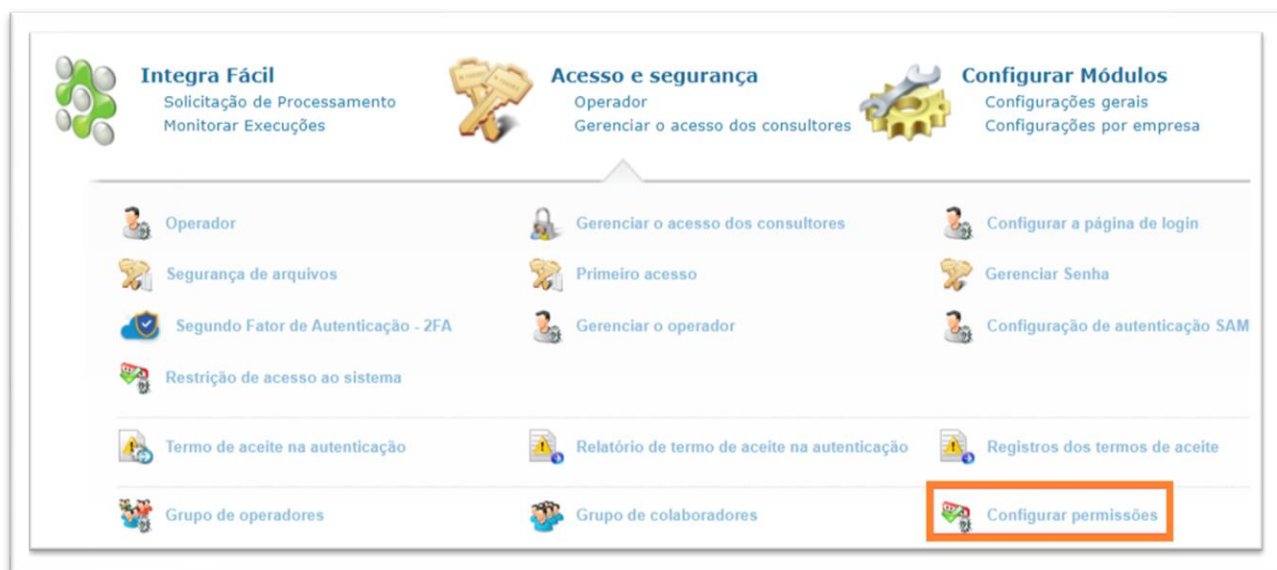 Integra Fácil
Solicitação de Processamento
Monitorar Execuções
Acesso e segurança
Operador
Gerenciar o acesso dos consultores
Configurar Módulos
Configurações gerais
Configurações por empresa
Operador
Gerenciar o acesso dos consultores
Configurar a página de login
Segurança de arquivos
Primeiro acesso
Gerenciar Senha
Segundo Fator de Autenticação - 2FA
Gerenciar o operador
Configuração de autenticação SAM
Restrição de acesso ao sistema
Termo de aceite na autenticação
Relatório de termo de aceite na autenticação
Registros dos termos de aceite
Grupo de operadores
Grupo de colaboradores
Configurar permissões